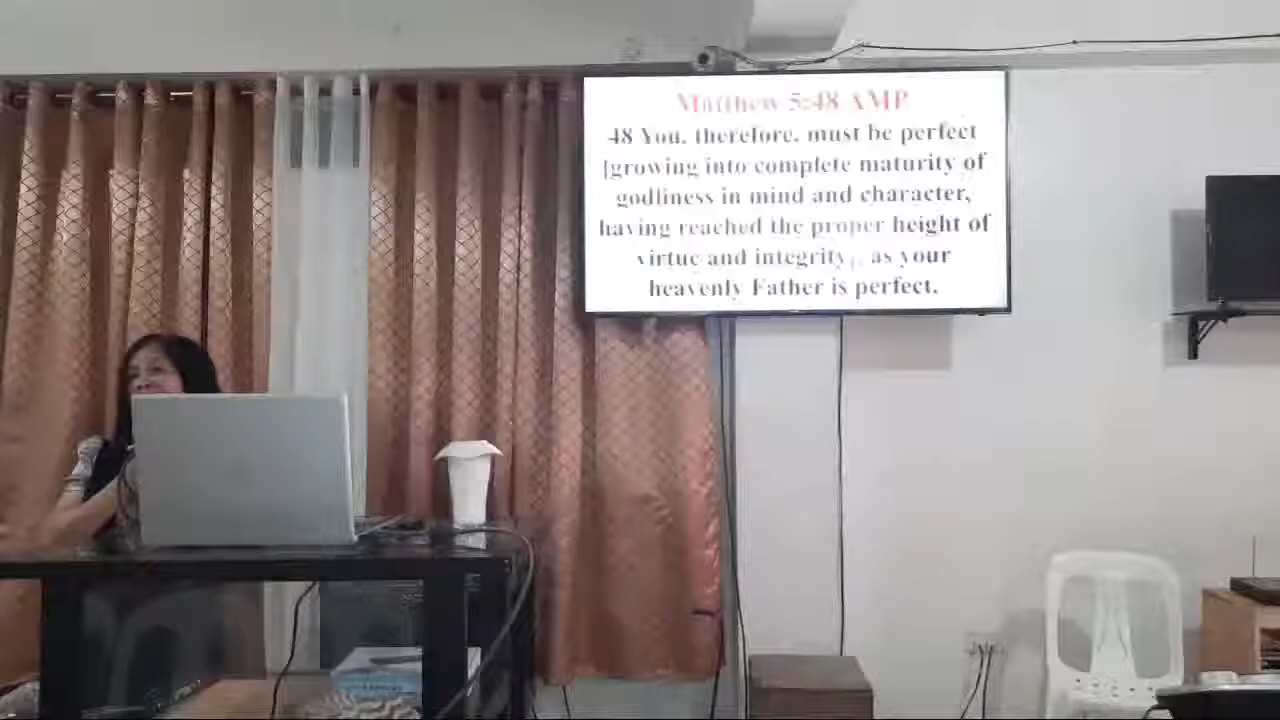 Matthew 5:48 AMP
48 You, therefore, must be perfect
[growing into complete maturity of
godliness in mind and character,
having reached the proper height of
virtue and integrity], as your
heavenly Father is perfect.